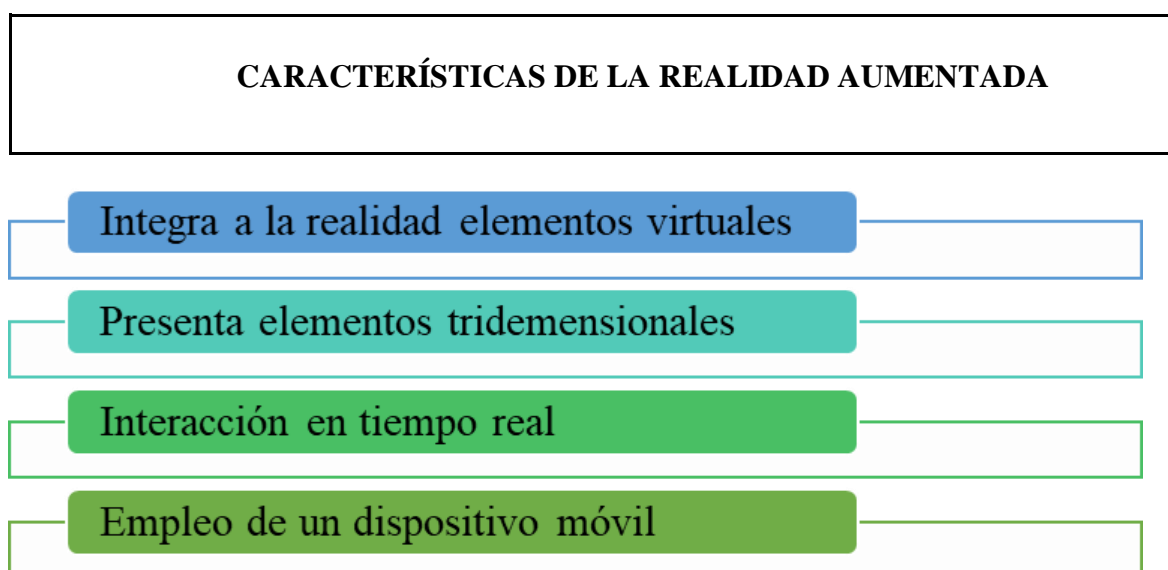 CARACTERÍSTICAS DE LA REALIDAD AUMENTADA
Integra a la realidad elementos virtuales
Presenta elementos tridemensionales
Interacción en tiempo real
Empleo de un dispositivo móvil